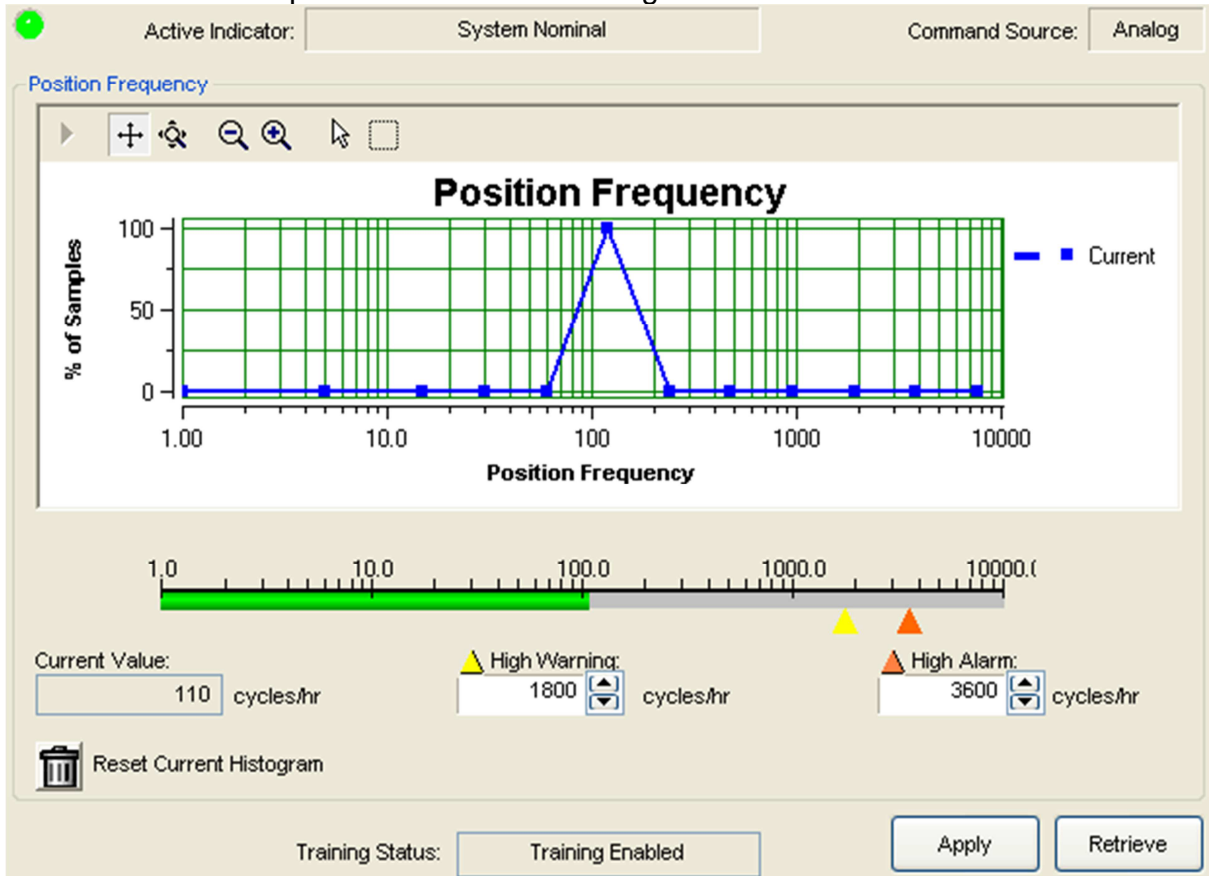 Active Indicator: System Nominal Command Source: Analog
Position Frequency
Position Frequency
100
50
0
% of Samples
Current
1.00 10.0 100 1000 10000
Position Frequency
1.0 10.0 100.0 1000.0 10000.(
Current Value: High Warning: High Alarm:
110 cycles/hr 1800 cycles/hr 3600 cycles/hr
Reset Current Histogram
Training Status: Training Enabled Apply Retrieve